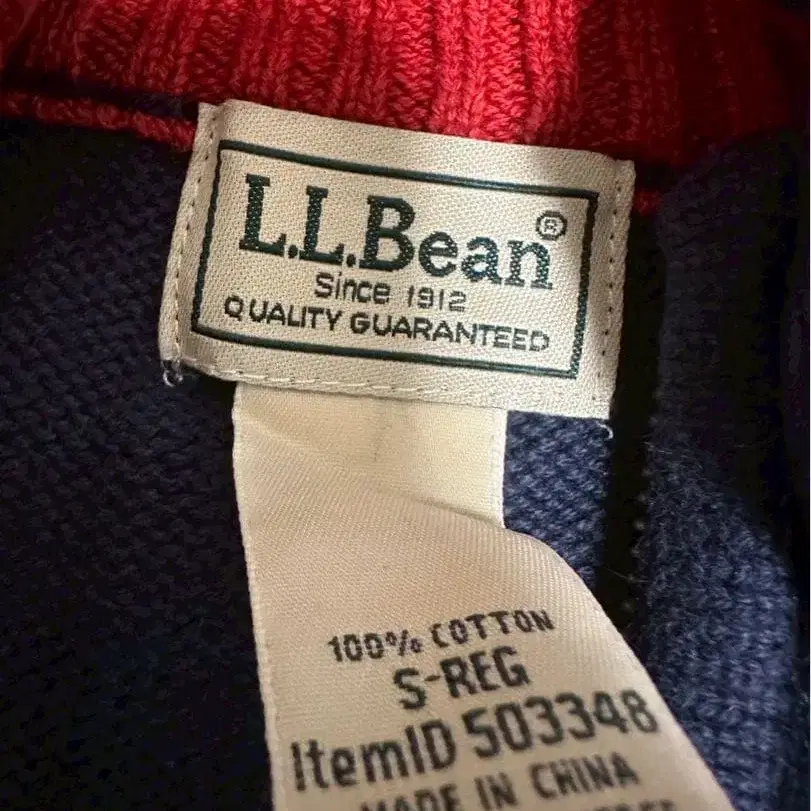 L.L.Bean®
Since 1912
QUALITY GUARANTEED
100% COTTON
S-REG
ItemID 503348
MADE IN CHINA